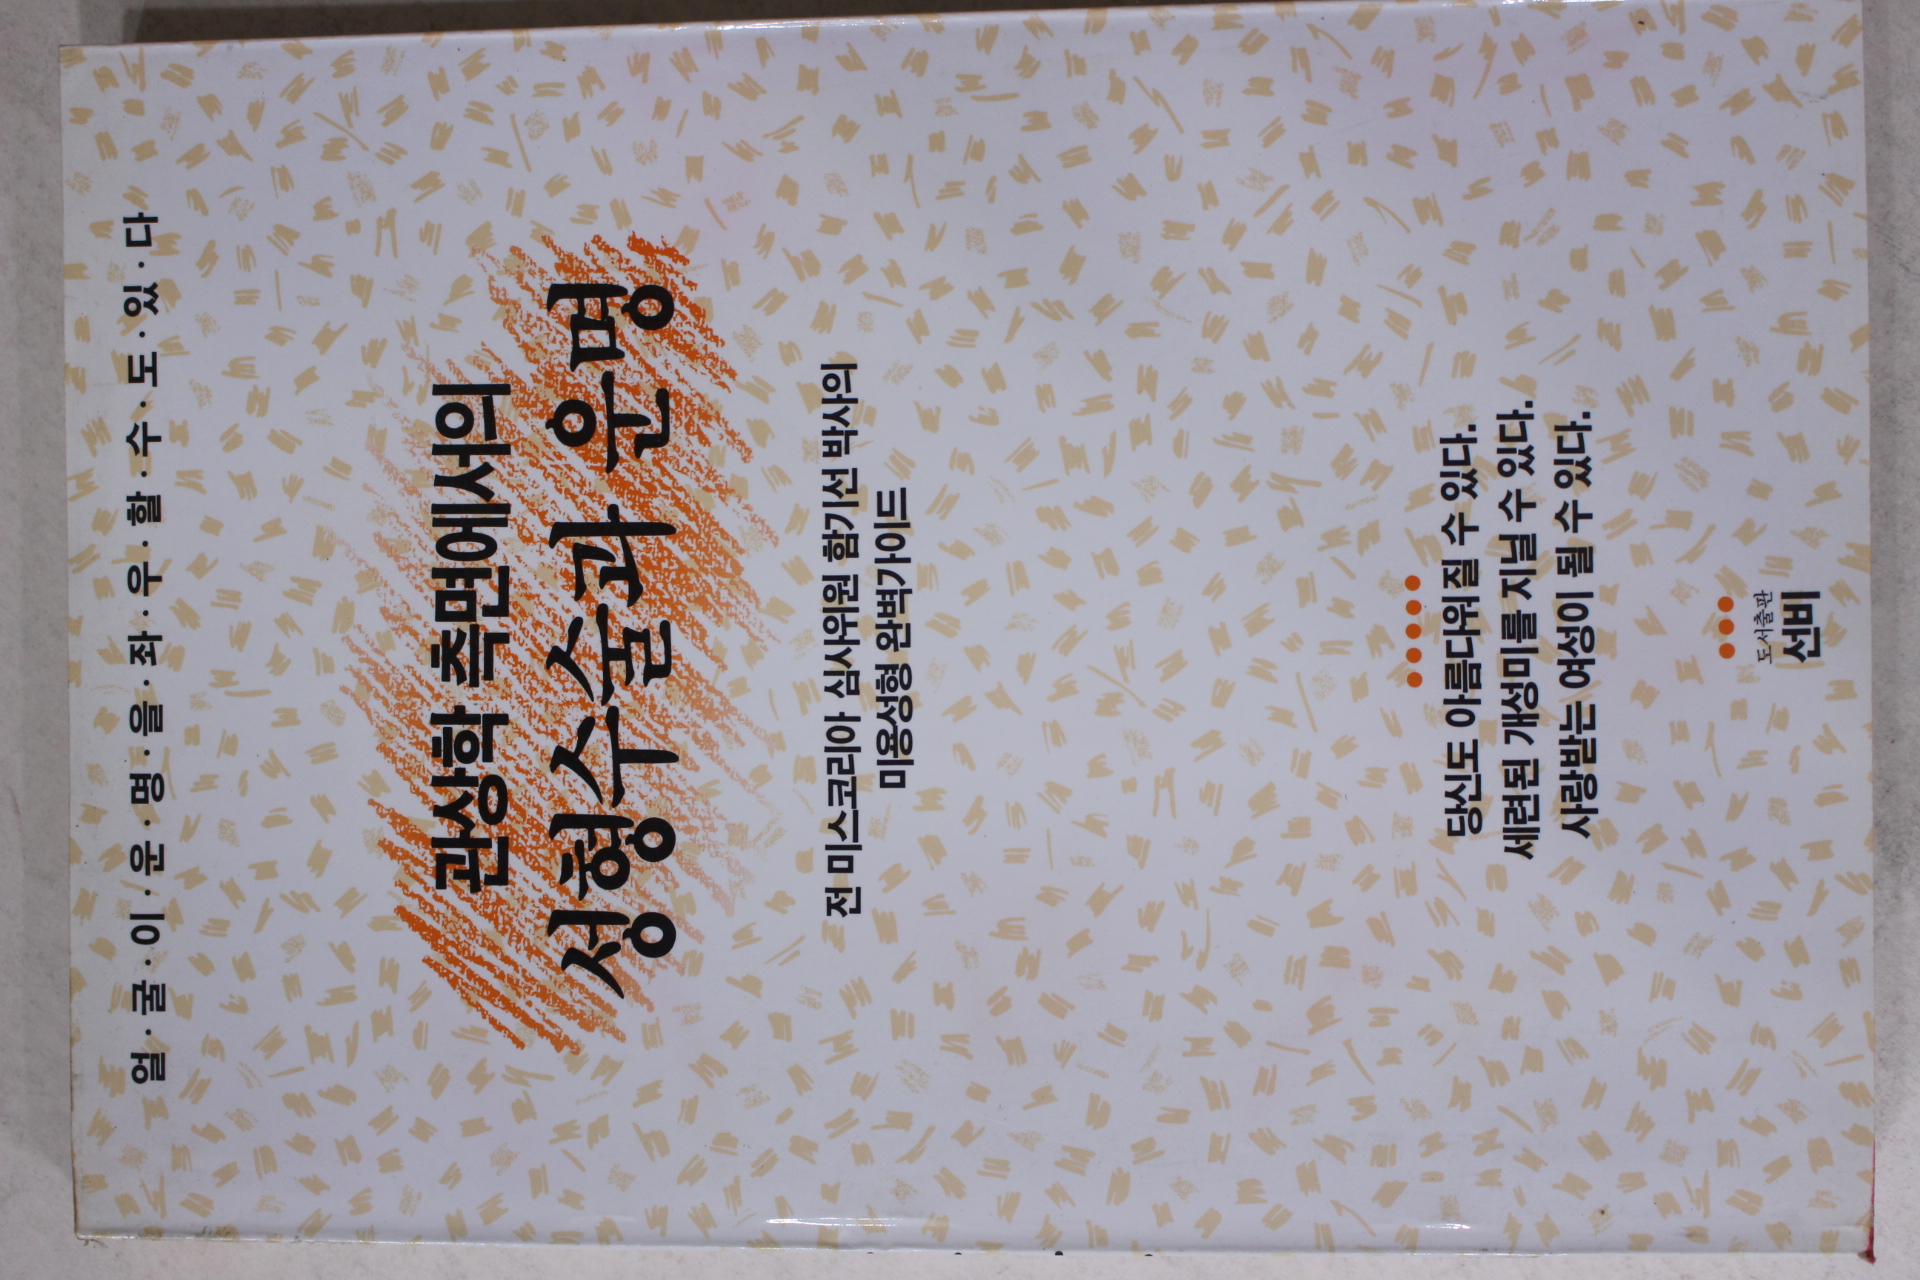 얼·굴·이·운·명·을·좌·우·할·수·도·있·다
관상학 측면에서의
성형수술과 운명
전 미스코리아 심사위원 함기선 박사의
미용성형 완벽가이드
당신도 아름다워질 수 있다.
세련된 개성미를 지닐 수 있다.
사랑받는 여성이 될 수 있다.
도서출판
선비